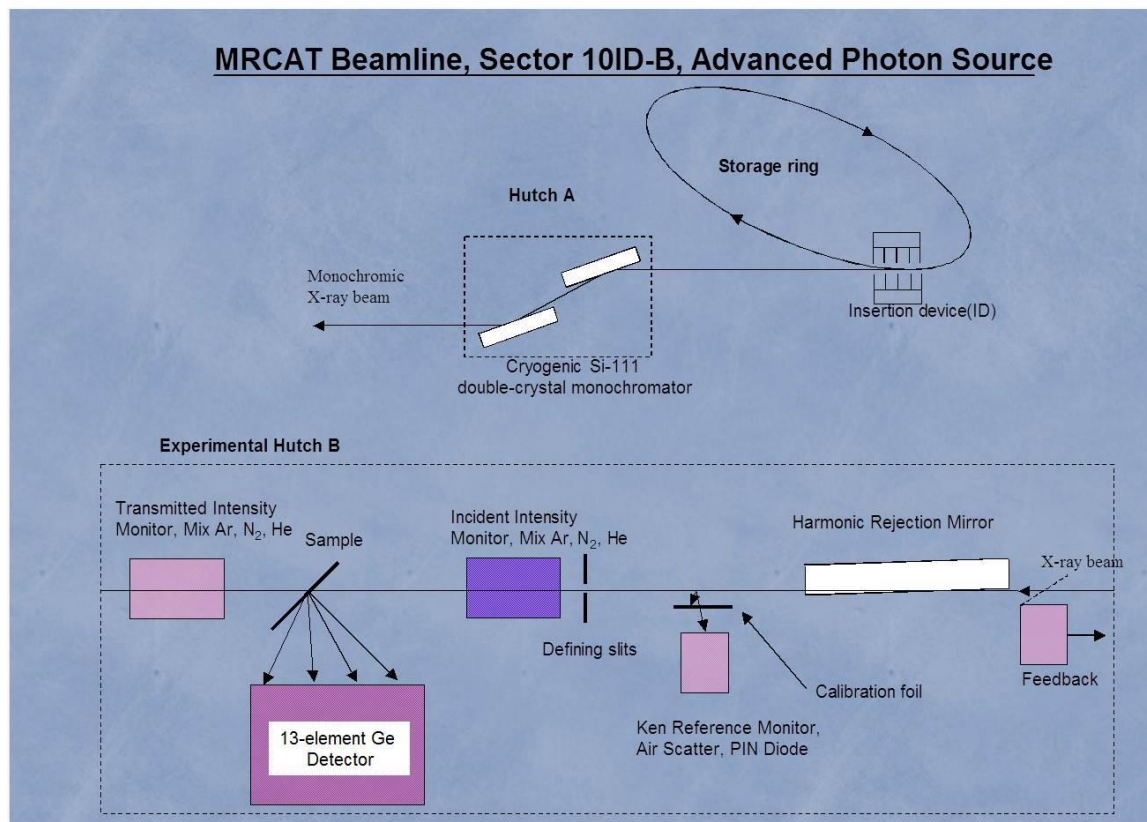 MRCAT Beamline, Sector 10ID-B, Advanced Photon Source
Storage ring
Hutch A
Monochromic
X-ray beam
Insertion device(ID)
Cryogenic Si-111
double-crystal monochromator
Experimental Hutch B
Transmitted Intensity
Monitor, Mix Ar, N₂, He
Sample
Incident Intensity
Monitor, Mix Ar, N₂, He
Harmonic Rejection Mirror
X-ray beam
Defining slits
Calibration foil
Feedback
Ken Reference Monitor,
Air Scatter, PIN Diode
13-element Ge
Detector